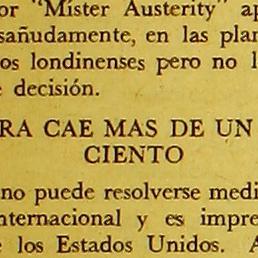 or "Mister Austerity" ap
sañudamente, en las plan
os londinenses pero no l
e decisión.
RA CAE MAS DE UN
CIENTO
no puede resolverse medi
nternacional y es impre
e los Estados Unidos. A